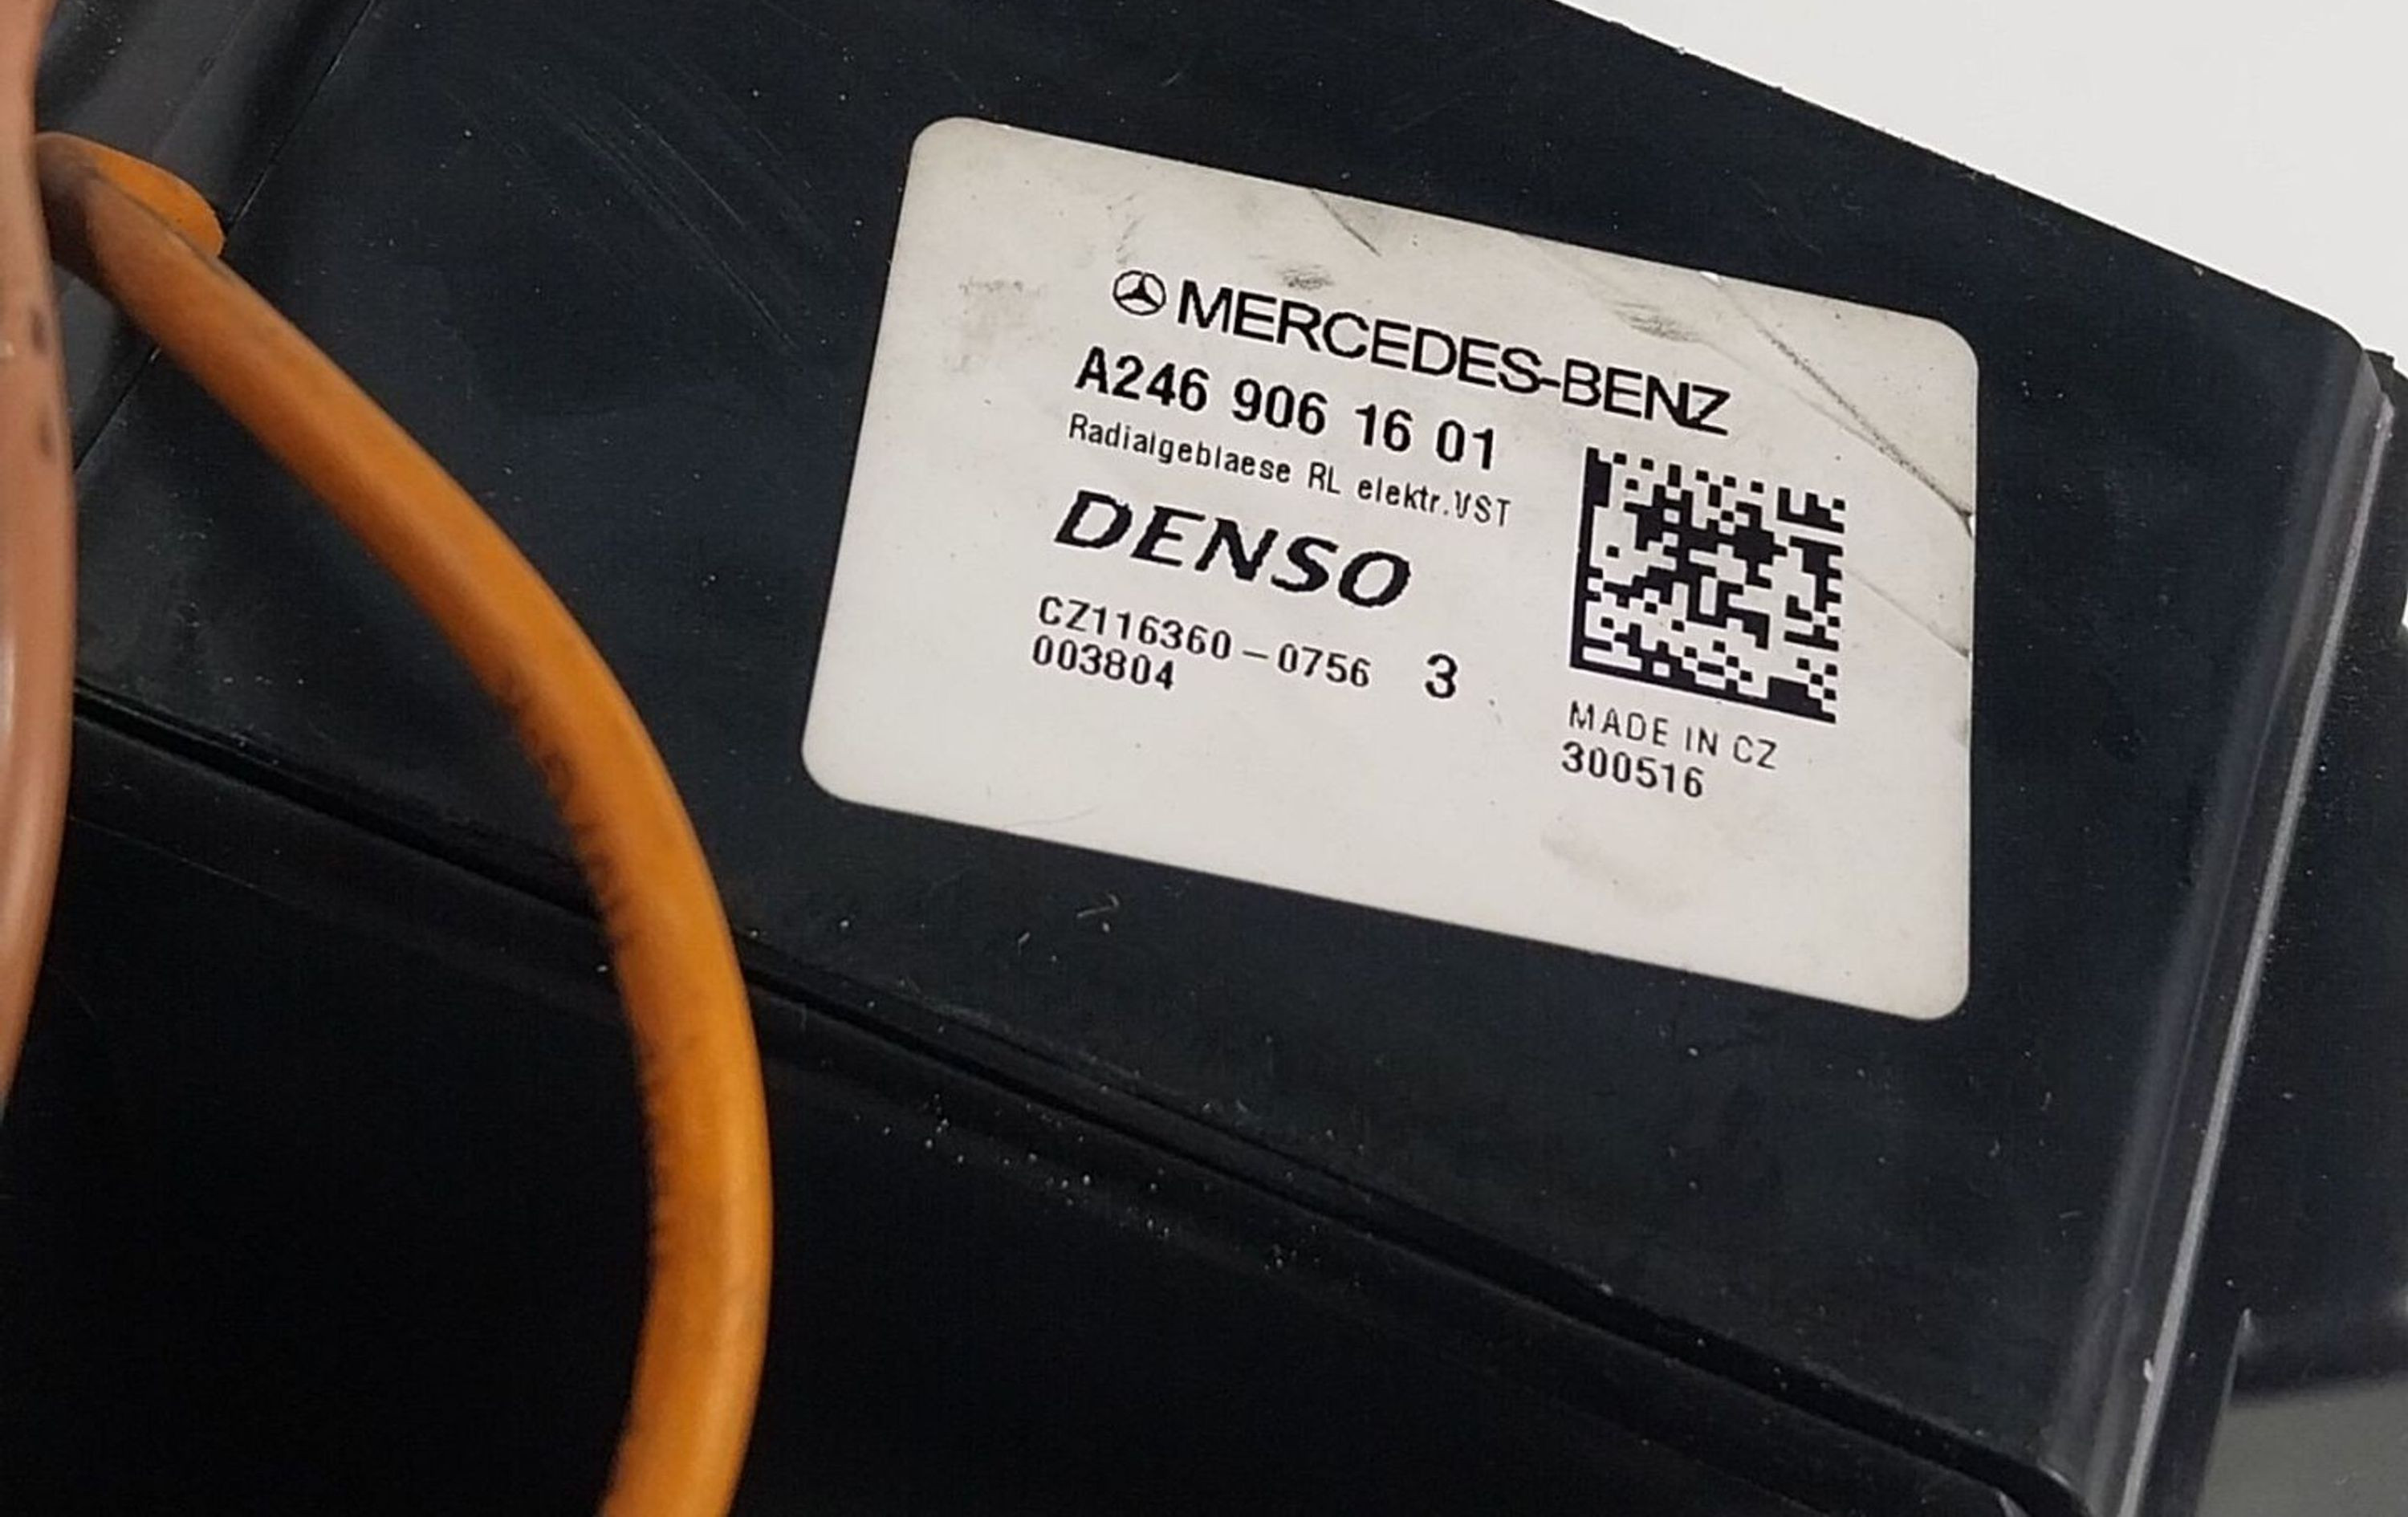 MERCEDES-BENZ
A246 906 16 01
Radialgeblaese RL elektr.VST
DENSO
CZ116360-0756 3
003804
MADE IN CZ
300516